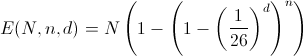 E(N, n, d) = N \left( 1 - \left( 1 - \left( \frac{1}{26} \right)^d \right)^n \right)